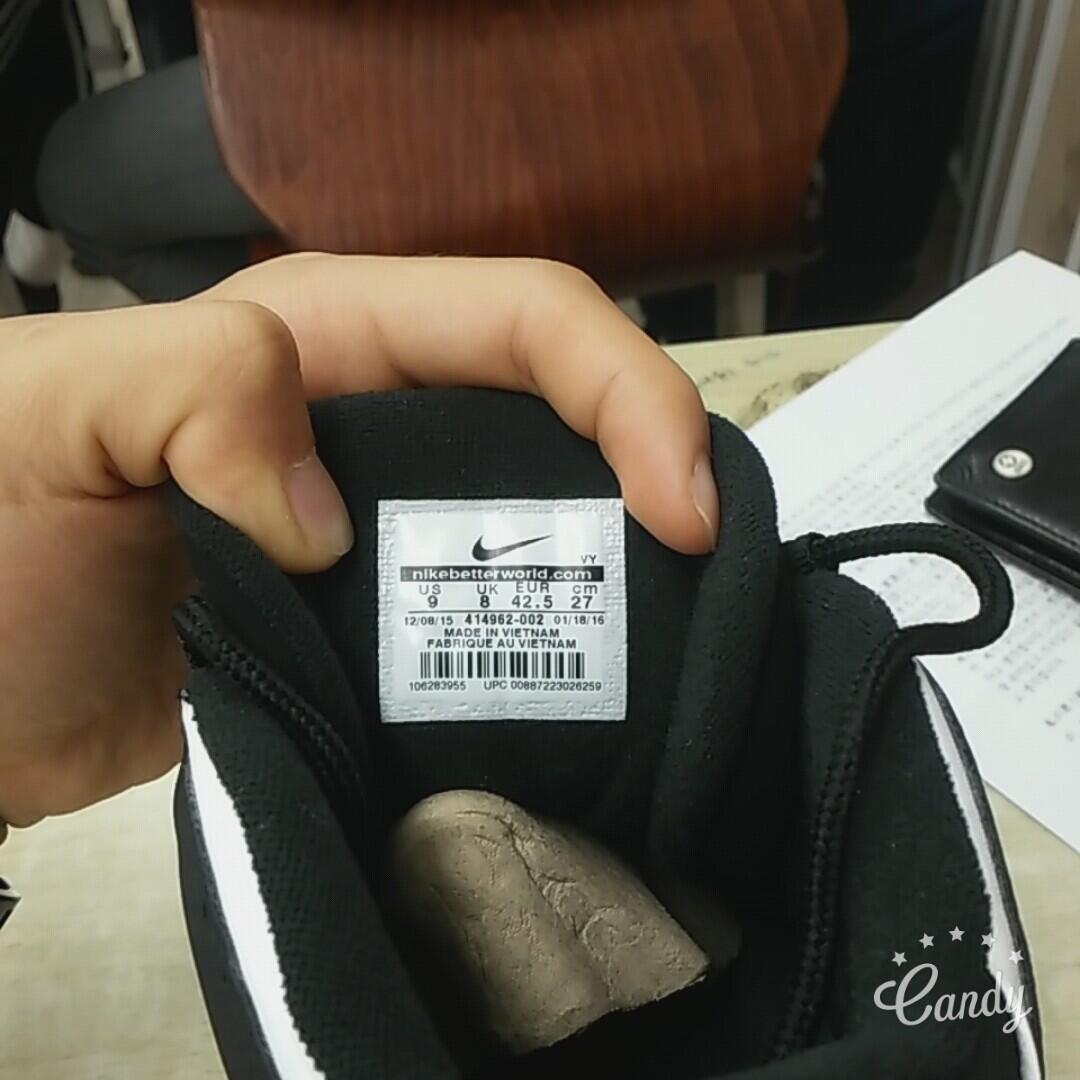 VY
nikebetterworld.com
US UK EUR cm
9 8 42.5 27
12/08/15 414962-002 01/18/16
MADE IN VIETNAM
FABRIQUE AU VIETNAM
106283955 UPC 00887223026259
Candy